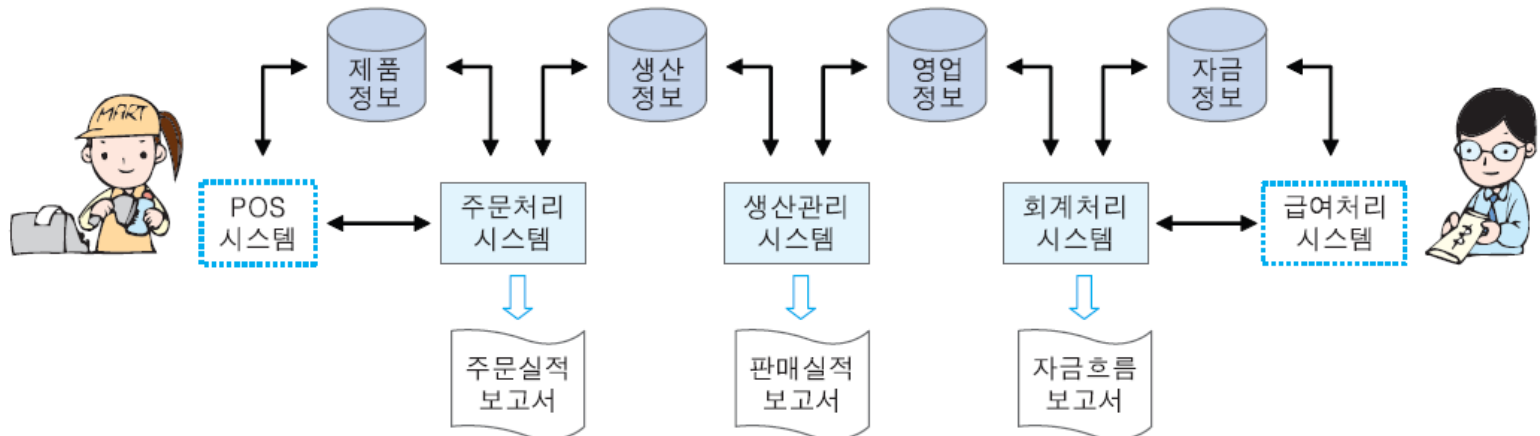 제품
정보
생산
정보
영업
정보
자금
정보
MART
POS
시스템
주문처리
시스템
생산관리
시스템
회계처리
시스템
급여처리
시스템
$
주문실적
보고서
판매실적
보고서
자금흐름
보고서